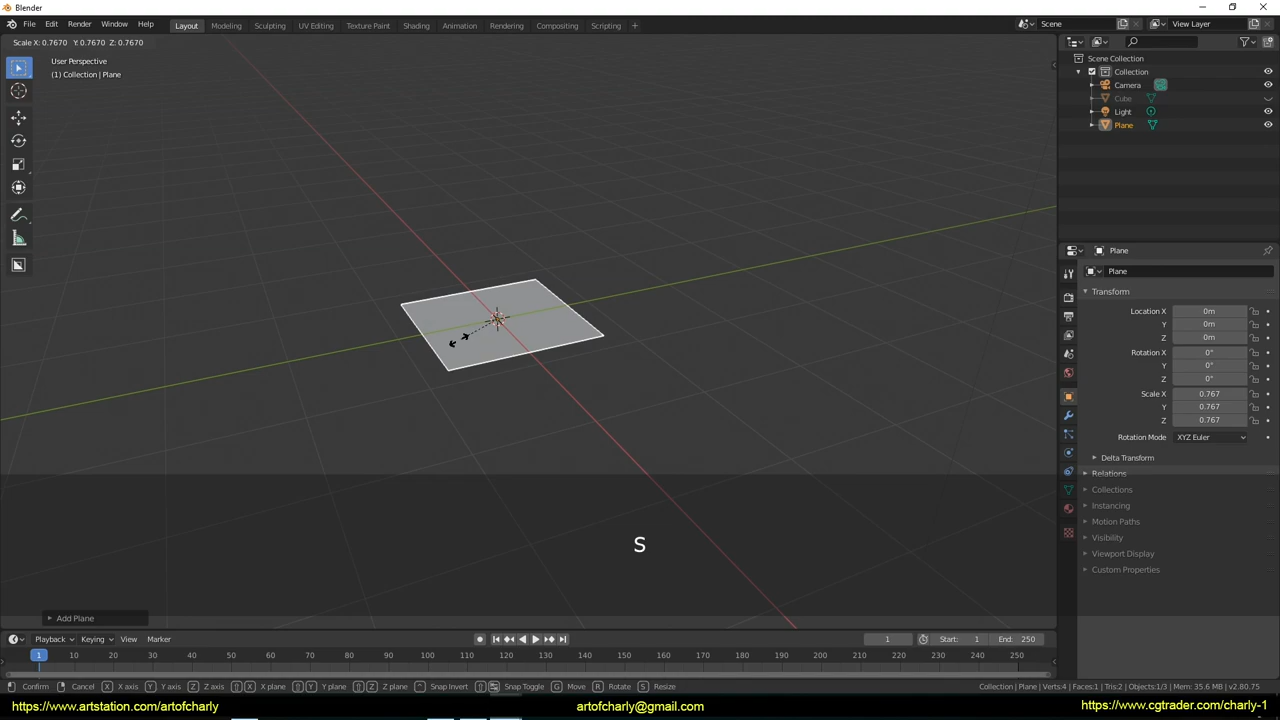 Blender
File Edit Render Window Help Layout Modeling Sculpting UV Editing Texture Paint Shading Animation Rendering Compositing Scripting + Scene View Layer
Scale X: 0.7670 Y: 0.7670 Z: 0.7670
User Perspective
(1) Collection | Plane
Scene Collection
Collection
Camera
Cube
Light
Plane
Plane
Plane
Transform
Location X 0m
Y 0m
Z 0m
Rotation X 0°
Y 0°
Z 0°
Scale X 0.767
Y 0.767
Z 0.767
Rotation Mode XYZ Euler
Delta Transform
Relations
Collections
Instancing
Motion Paths
Visibility
Viewport Display
Custom Properties
S
Add Plane
Playback Keying View Marker 1 Start: 1 End: 250
1 10 20 30 40 50 60 70 80 90 100 110 120 130 140 150 160 170 180 190 200 210 220 230 240 250
Confirm Cancel X X axis Y Y axis Z Z axis X X plane Y Y plane Z Z plane Snap Invert Snap Toggle G Move R Rotate S Resize Collection | Plane | Verts:4 | Faces:1 | Tris:2 | Objects:1/3 | Mem: 35.6 MB | v2.80.75
https://www.artstation.com/artofcharly artofcharly@gmail.com https://www.cgtrader.com/charly-1